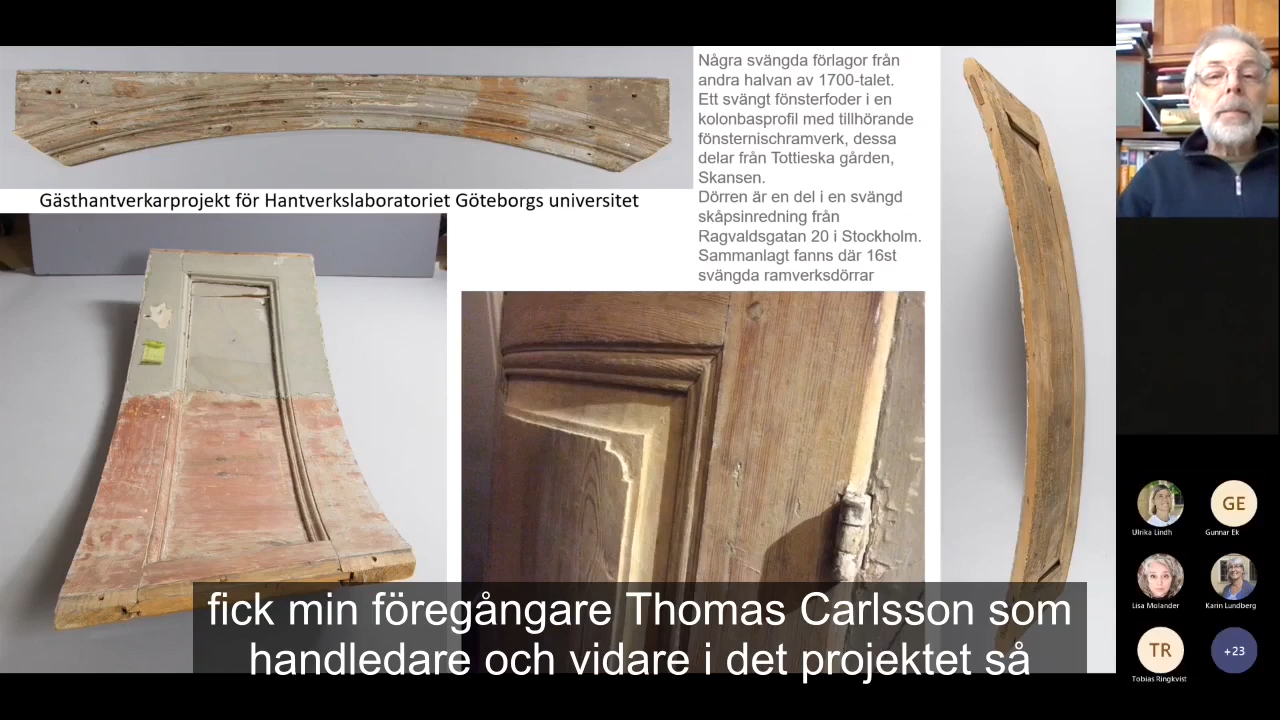 Några svängda förlagor från
andra halvan av 1700-talet.
Ett svängt fönsterfoder i en
kolonbasprofil med tillhörande
fönsternischramverk, dessa
delar från Tottieska gården,
Skansen.
Dörren är en del i en svängd
skåpsinredning från
Ragvaldsgatan 20 i Stockholm.
Sammanlagt fanns där 16st
svängda ramverksdörrar
Gästhantverkarprojekt för Hantverkslaboratoriet Göteborgs universitet
fick min föregångare Thomas Carlsson som
handledare och vidare i det projektet så
GE
Ulrika Lindh
Gunnar Ek
Lisa Molander
Karin Lundberg
TR
+23
Tobias Ringkvist